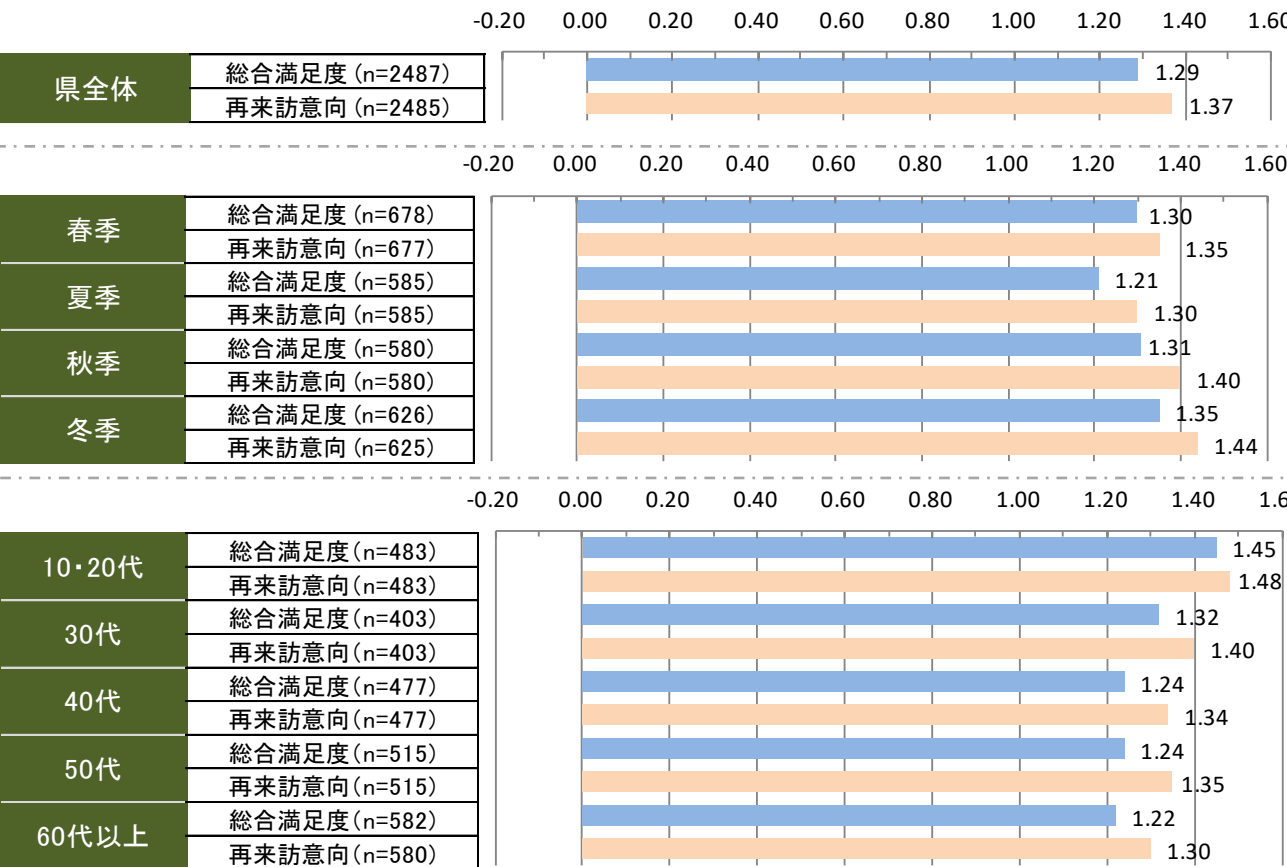 -0.20 0.00 0.20 0.40 0.60 0.80 1.00 1.20 1.40 1.60
県全体
総合満足度 (n=2487) 1.29
再来訪意向 (n=2485) 1.37
-0.20 0.00 0.20 0.40 0.60 0.80 1.00 1.20 1.40 1.60
春季
総合満足度 (n=678) 1.30
再来訪意向 (n=677) 1.35
夏季
総合満足度 (n=585) 1.21
再来訪意向 (n=585) 1.30
秋季
総合満足度 (n=580) 1.31
再来訪意向 (n=580) 1.40
冬季
総合満足度 (n=626) 1.35
再来訪意向 (n=625) 1.44
-0.20 0.00 0.20 0.40 0.60 0.80 1.00 1.20 1.40 1.6
10・20代
総合満足度(n=483) 1.45
再来訪意向(n=483) 1.48
30代
総合満足度(n=403) 1.32
再来訪意向(n=403) 1.40
40代
総合満足度(n=477) 1.24
再来訪意向(n=477) 1.34
50代
総合満足度(n=515) 1.24
再来訪意向(n=515) 1.35
60代以上
総合満足度(n=582) 1.22
再来訪意向(n=580) 1.30